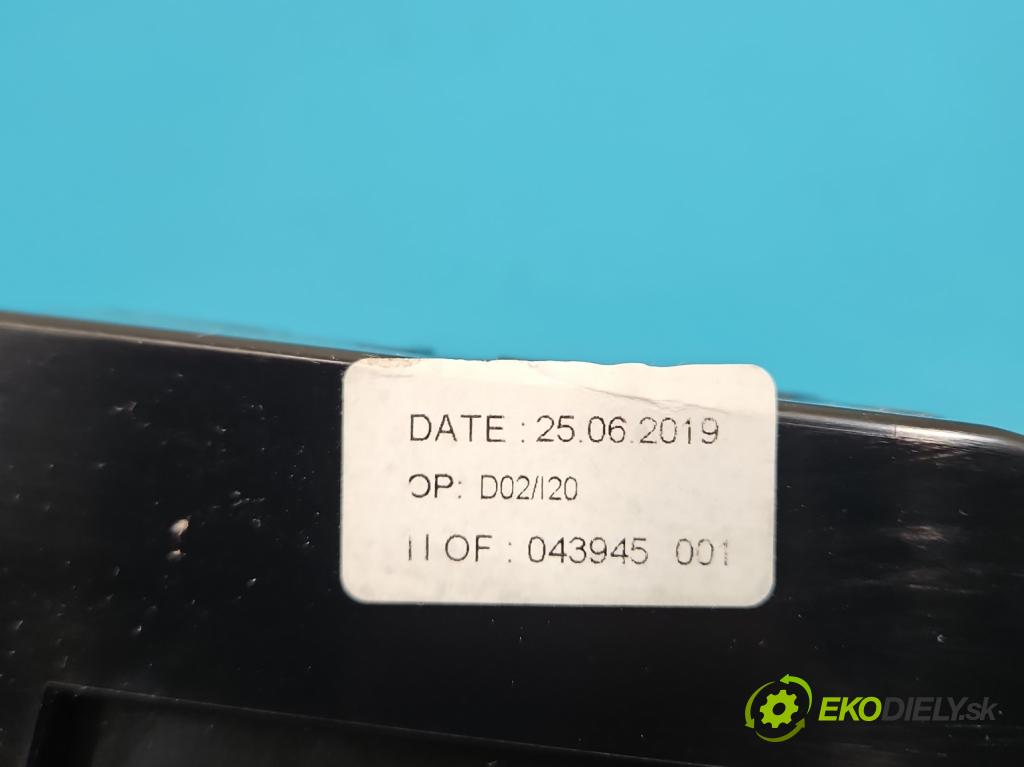 DATE : 25.06.2019
OP: D02/I20
OF : 043945 001
EKODIELY.sk